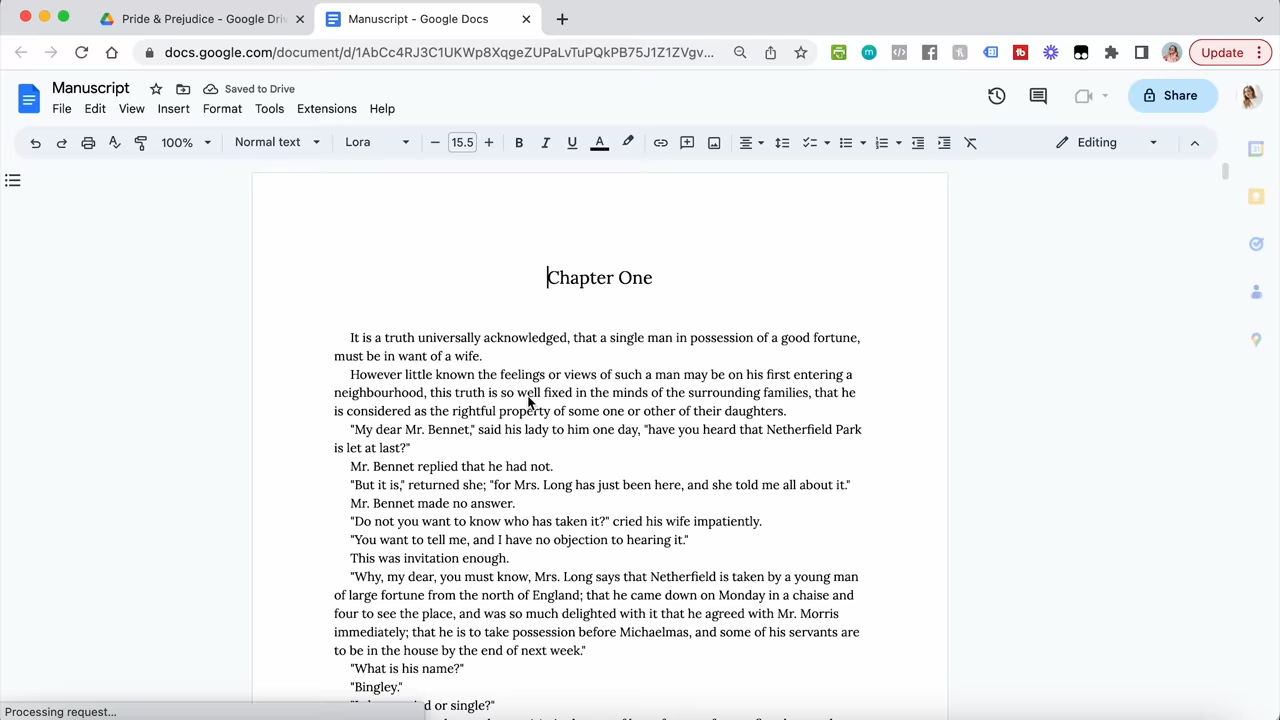 Pride & Prejudice - Google Driv
Manuscript - Google Docs
docs.google.com/document/d/1AbCc4RJ3C1UKWp8XqgeZUPaLvTuPQkPB75J1Z1ZVgv...
Update
Manuscript
Saved to Drive
File Edit View Insert Format Tools Extensions Help
Share
100% Normal text Lora 15.5 B I U A Editing
Chapter One
It is a truth universally acknowledged, that a single man in possession of a good fortune,
must be in want of a wife.
However little known the feelings or views of such a man may be on his first entering a
neighbourhood, this truth is so well fixed in the minds of the surrounding families, that he
is considered as the rightful property of some one or other of their daughters.
"My dear Mr. Bennet," said his lady to him one day, "have you heard that Netherfield Park
is let at last?"
Mr. Bennet replied that he had not.
"But it is," returned she; "for Mrs. Long has just been here, and she told me all about it."
Mr. Bennet made no answer.
"Do not you want to know who has taken it?" cried his wife impatiently.
"You want to tell me, and I have no objection to hearing it."
This was invitation enough.
"Why, my dear, you must know, Mrs. Long says that Netherfield is taken by a young man
of large fortune from the north of England; that he came down on Monday in a chaise and
four to see the place, and was so much delighted with it that he agreed with Mr. Morris
immediately; that he is to take possession before Michaelmas, and some of his servants are
to be in the house by the end of next week."
"What is his name?"
"Bingley."
or single?"
Processing request...